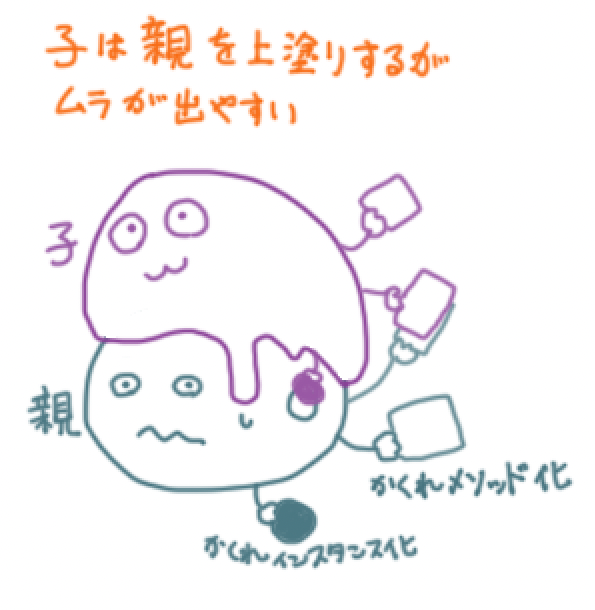 子は親を上塗りするが
ムラが出やすい
子
親
かくれメソッド化
かくれインスタンス化